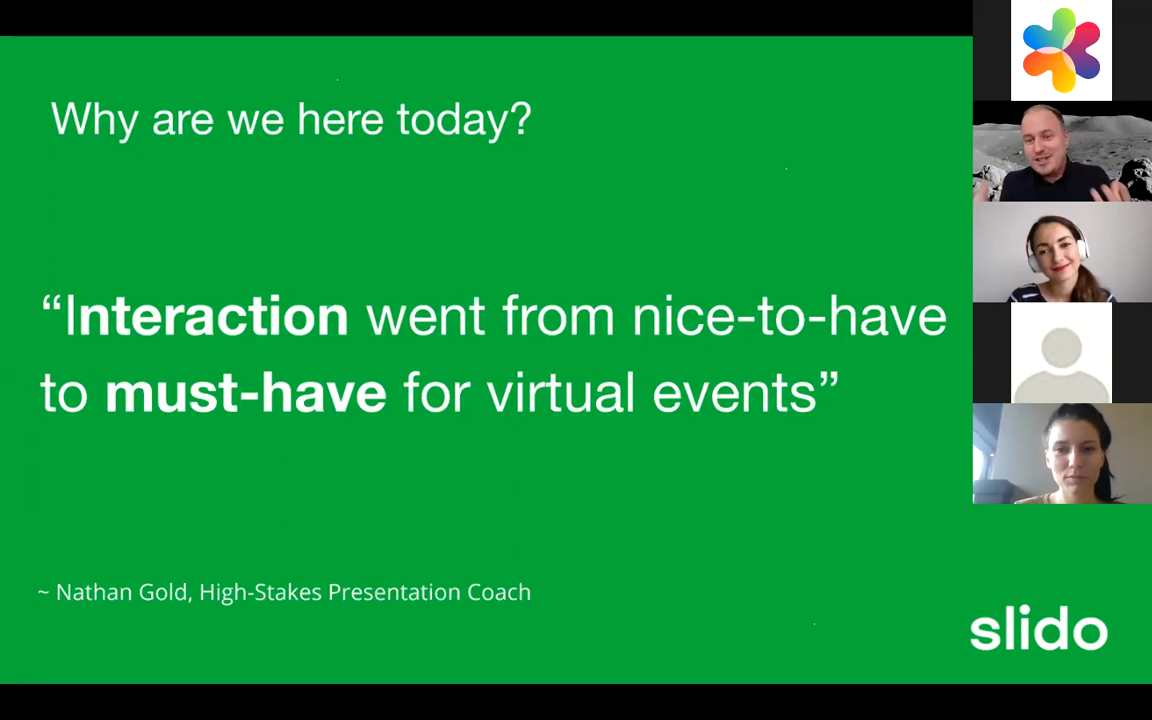 Why are we here today?
“Interaction went from nice-to-have
to must-have for virtual events”
~ Nathan Gold, High-Stakes Presentation Coach
slido